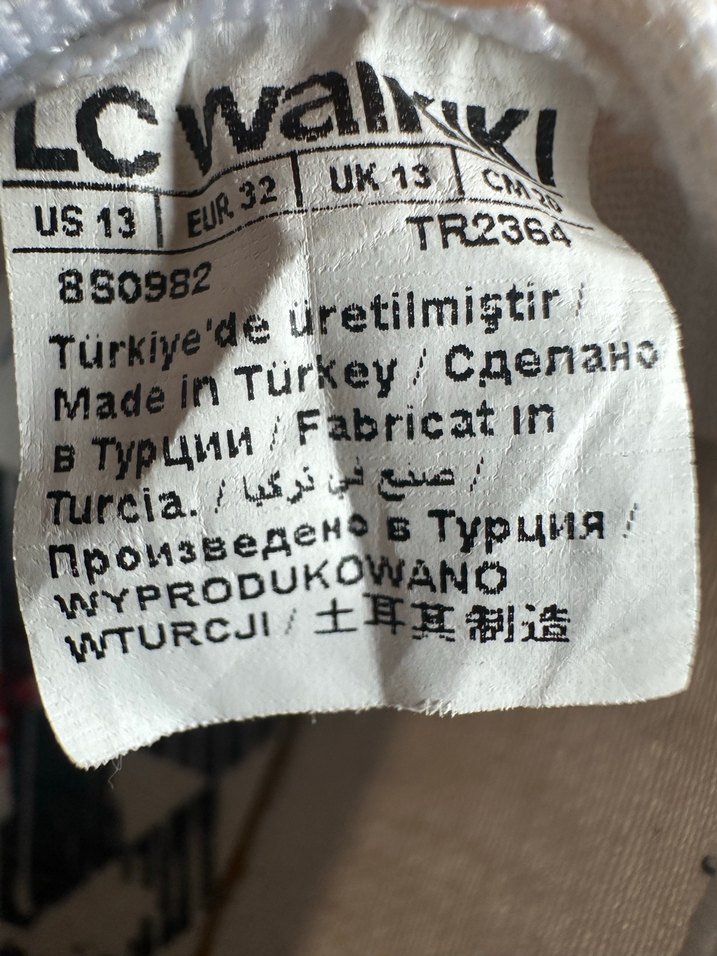 LC waikiki
US 13 EUR 32 UK 13 CM 20
TR2364
8S0982
Türkiye'de üretilmiştir /
Made in Türkey / Сделано
в Турции / Fabricat in
Turcia. / صنع في تركيا /
Произведено в Турция /
WYPRODUKOWANO
WTURCJI / 土耳其制造